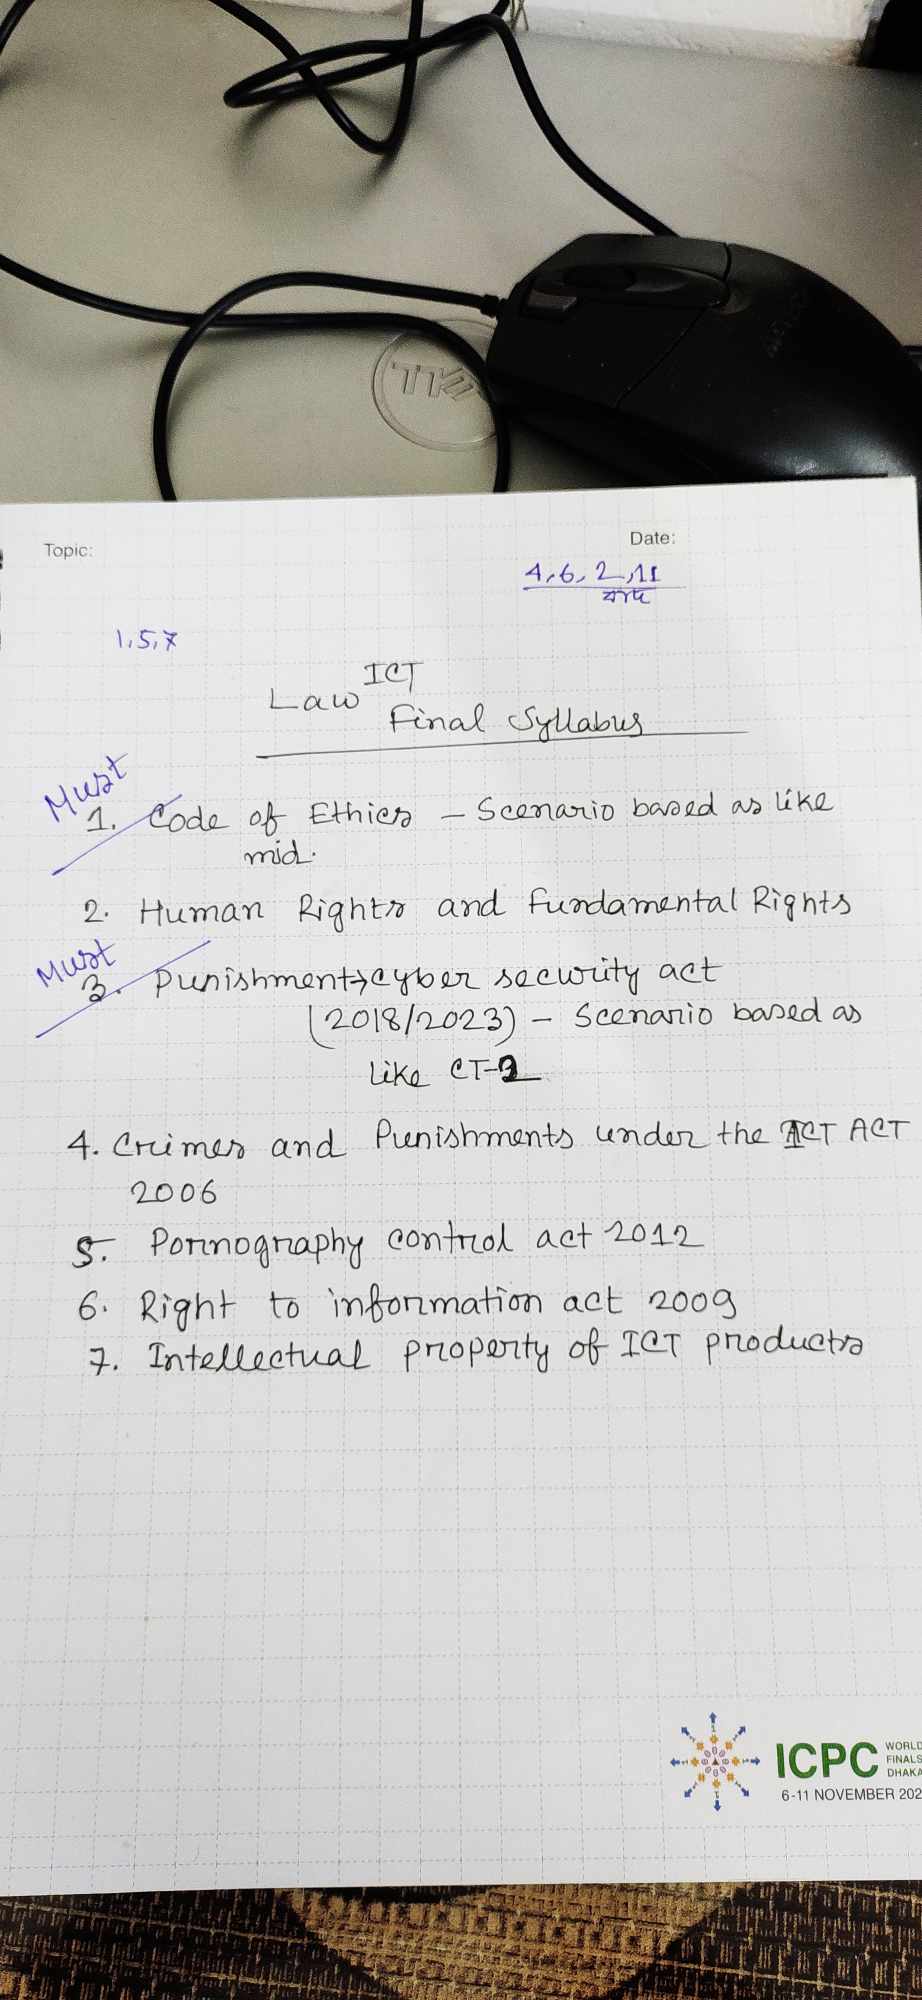 Topic:
Date:
4, 6, 2, 11
বাদ
1, 5, 7
Law ICT
Final Syllabus
Must
1. Code of Ethics – Scenario based as like
mid.
2. Human Rights and Fundamental Rights
Must
3. Punishment→cyber security act
(2018/2023) – Scenario based as
like CT-2
4. Crimes and Punishments under the ICT ACT
2006
5. Pornography control act 2012
6. Right to information act 2009
7. Intellectual property of ICT products
ICPC
WORLD
FINALS
DHAKA
6-11 NOVEMBER 202